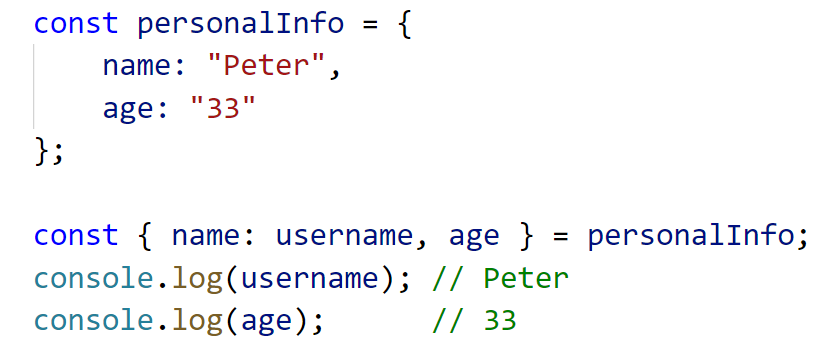 const personalInfo = {
    name: "Peter",
    age: "33"
};

const { name: username, age } = personalInfo;
console.log(username); // Peter
console.log(age);      // 33